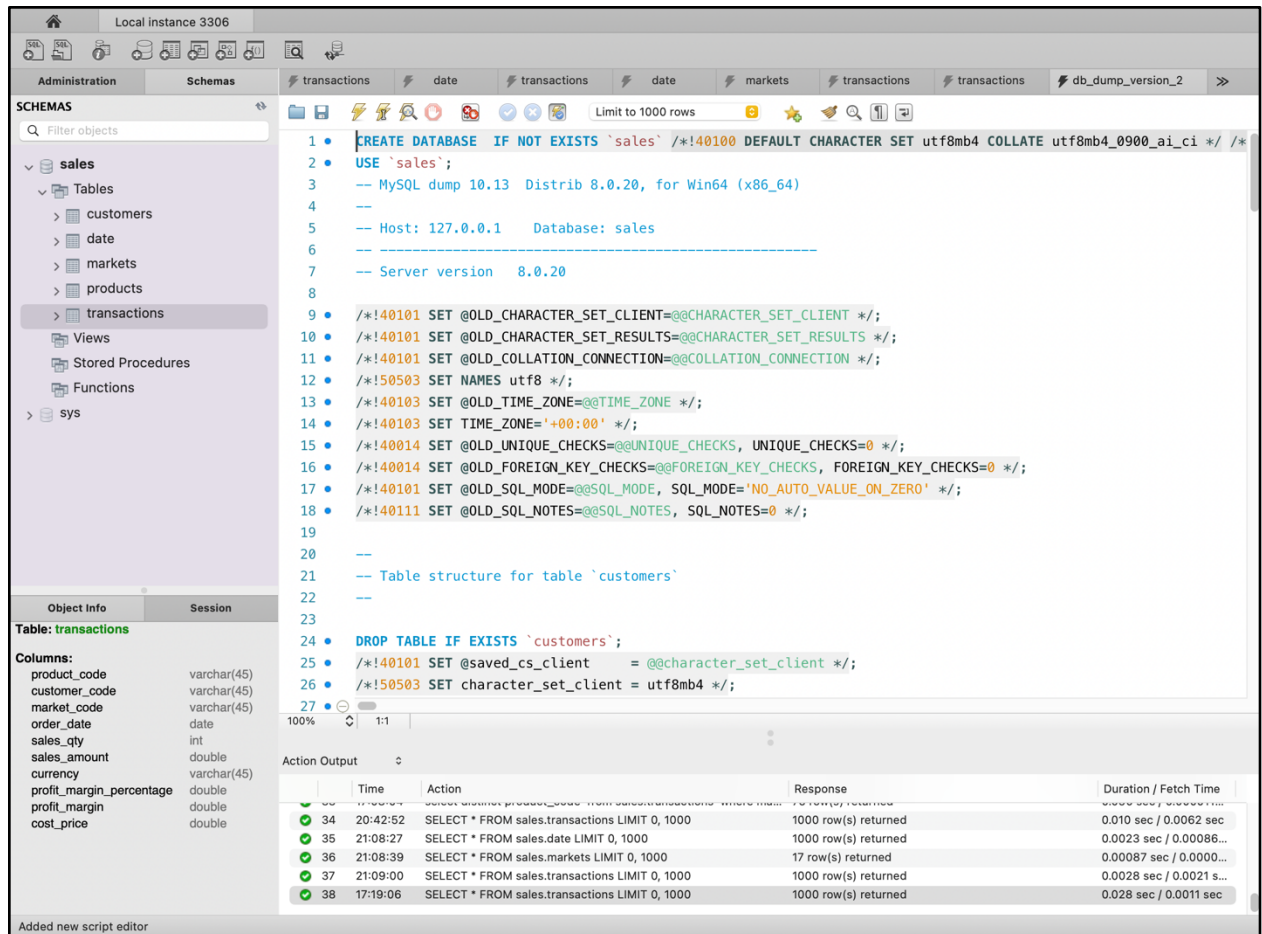 Local instance 3306
Administration Schemas
transactions date transactions date markets transactions transactions db_dump_version_2
SCHEMAS
Filter objects
sales
Tables
customers
date
markets
products
transactions
Views
Stored Procedures
Functions
sys
Limit to 1000 rows
1 CREATE DATABASE IF NOT EXISTS `sales` /*!40100 DEFAULT CHARACTER SET utf8mb4 COLLATE utf8mb4_0900_ai_ci */ /*
2 USE `sales`;
3 -- MySQL dump 10.13 Distrib 8.0.20, for Win64 (x86_64)
4 --
5 -- Host: 127.0.0.1 Database: sales
6 -- ------------------------------------------------------
7 -- Server version 8.0.20
8
9 /*!40101 SET @OLD_CHARACTER_SET_CLIENT=@@CHARACTER_SET_CLIENT */;
10 /*!40101 SET @OLD_CHARACTER_SET_RESULTS=@@CHARACTER_SET_RESULTS */;
11 /*!40101 SET @OLD_COLLATION_CONNECTION=@@COLLATION_CONNECTION */;
12 /*!50503 SET NAMES utf8 */;
13 /*!40103 SET @OLD_TIME_ZONE=@@TIME_ZONE */;
14 /*!40103 SET TIME_ZONE='+00:00' */;
15 /*!40014 SET @OLD_UNIQUE_CHECKS=@@UNIQUE_CHECKS, UNIQUE_CHECKS=0 */;
16 /*!40014 SET @OLD_FOREIGN_KEY_CHECKS=@@FOREIGN_KEY_CHECKS, FOREIGN_KEY_CHECKS=0 */;
17 /*!40101 SET @OLD_SQL_MODE=@@SQL_MODE, SQL_MODE='NO_AUTO_VALUE_ON_ZERO' */;
18 /*!40111 SET @OLD_SQL_NOTES=@@SQL_NOTES, SQL_NOTES=0 */;
19
20 --
21 -- Table structure for table `customers`
22 --
23
24 DROP TABLE IF EXISTS `customers`;
25 /*!40101 SET @saved_cs_client = @@character_set_client */;
26 /*!50503 SET character_set_client = utf8mb4 */;
27
100% 1:1
Object Info Session
Table: transactions
Columns:
product_code varchar(45)
customer_code varchar(45)
market_code varchar(45)
order_date date
sales_qty int
sales_amount double
currency varchar(45)
profit_margin_percentage double
profit_margin double
cost_price double
Action Output
Time Action Response Duration / Fetch Time
34 20:42:52 SELECT * FROM sales.transactions LIMIT 0, 1000 1000 row(s) returned 0.010 sec / 0.0062 sec
35 21:08:27 SELECT * FROM sales.date LIMIT 0, 1000 1000 row(s) returned 0.0023 sec / 0.00086...
36 21:08:39 SELECT * FROM sales.markets LIMIT 0, 1000 17 row(s) returned 0.00087 sec / 0.0000...
37 21:09:00 SELECT * FROM sales.transactions LIMIT 0, 1000 1000 row(s) returned 0.0028 sec / 0.0021 s...
38 17:19:06 SELECT * FROM sales.transactions LIMIT 0, 1000 1000 row(s) returned 0.028 sec / 0.0011 sec
Added new script editor